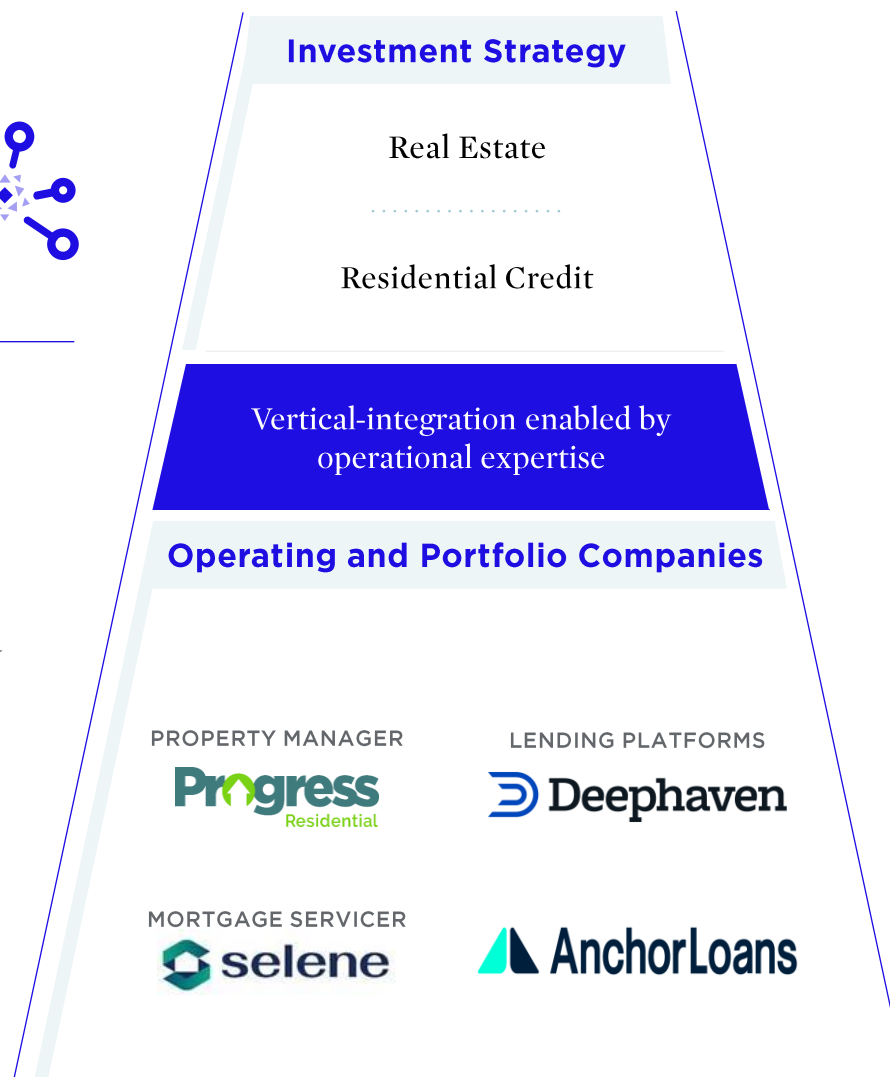 Investment Strategy
Real Estate
Residential Credit
Vertical-integration enabled by
operational expertise
Operating and Portfolio Companies
PROPERTY MANAGER
Progress
Residential
LENDING PLATFORMS
Deephaven
MORTGAGE SERVICER
selene
AnchorLoans